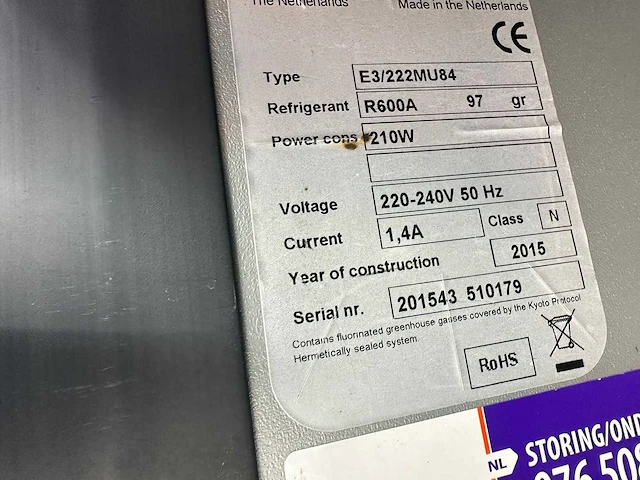 The Netherlands Made in the Netherlands
CE
Type E3/222MU84
Refrigerant R600A 97 gr
Power cons 210W
Voltage 220-240V 50 Hz
Current 1,4A Class N
Year of construction 2015
Serial nr. 201543 510179
Contains fluorinated greenhouse gasses covered by the Kyoto Protocol
Hermetically sealed system.
RoHS
NL STORING/OND
076 508